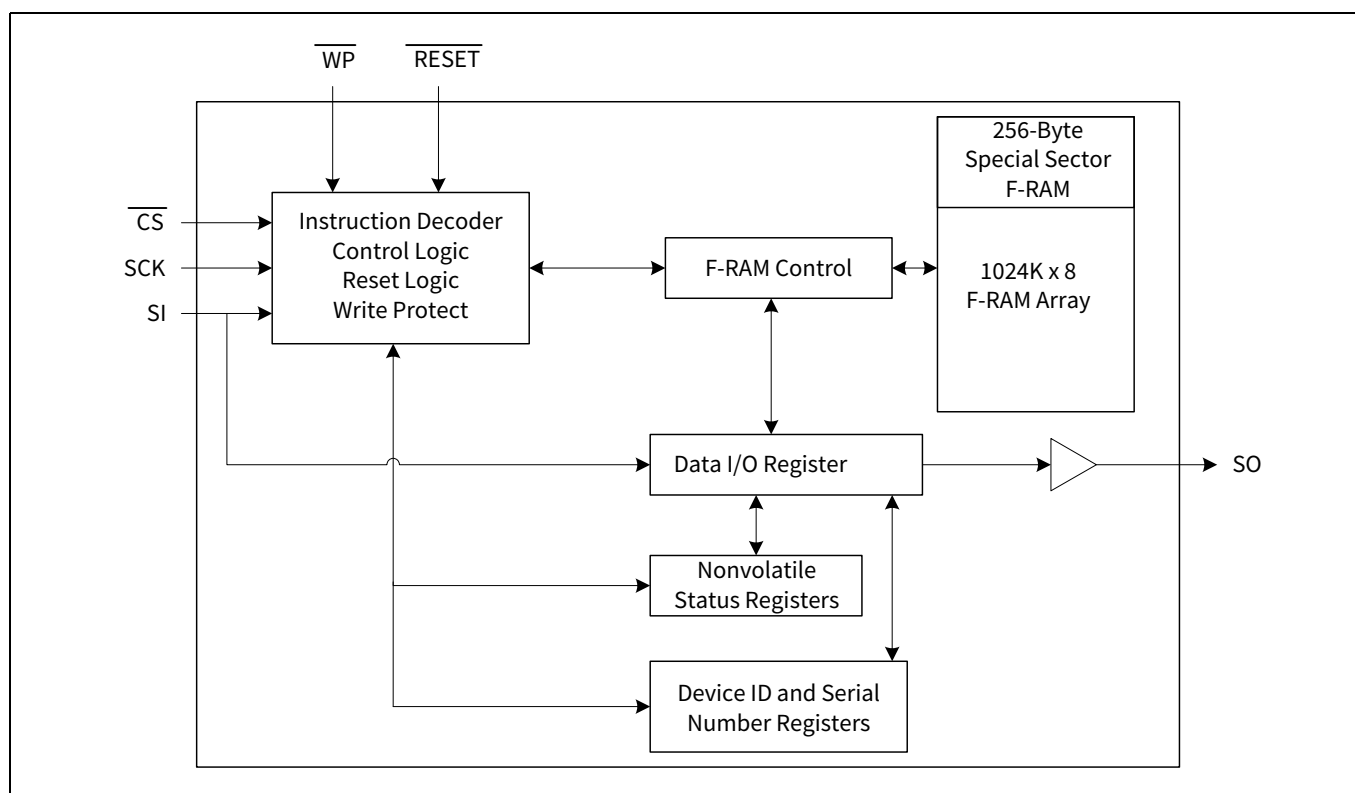 WP
RESET
256-Byte
Special Sector
F-RAM
CS
SCK
SI
Instruction Decoder
Control Logic
Reset Logic
Write Protect
F-RAM Control
1024K x 8
F-RAM Array
Data I/O Register
SO
Nonvolatile
Status Registers
Device ID and Serial
Number Registers